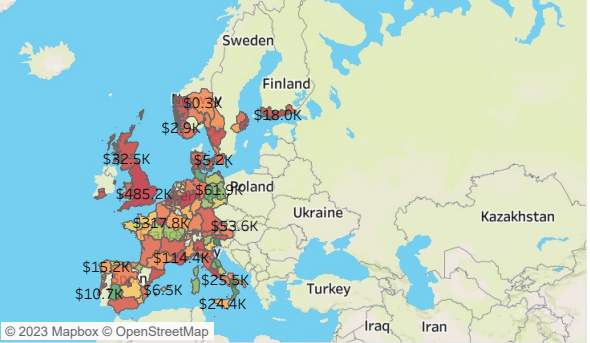 Sweden
Finland
$0.3K
$18.0K
$2.9K
$32.5K
$5.2K
$485.2K
$61.9K
Poland
$317.8K
$53.6K
Ukraine
Kazakhstan
$114.4K
$15.2K
$25.5K
$6.5K
$10.7K
$24.4K
Turkey
Iraq
Iran
© 2023 Mapbox © OpenStreetMap